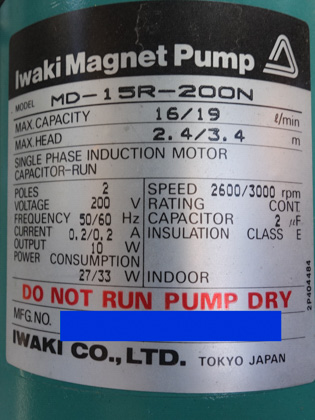 Iwaki Magnet Pump
MODEL MD-15R-200N
MAX.CAPACITY 16/19 ℓ/min
MAX.HEAD 2.4/3.4 m
SINGLE PHASE INDUCTION MOTOR
CAPACITOR-RUN
POLES 2 SPEED 2600/3000 rpm
VOLTAGE 200 V RATING CONT
FREQUENCY 50/60 Hz CAPACITOR 2 μF
CURRENT 0.2/0.2 A INSULATION CLASS E
OUTPUT 10 W
POWER CONSUMPTION
27/33 W INDOOR
DO NOT RUN PUMP DRY
MFG.NO.
IWAKI CO.,LTD. TOKYO JAPAN
2P404484